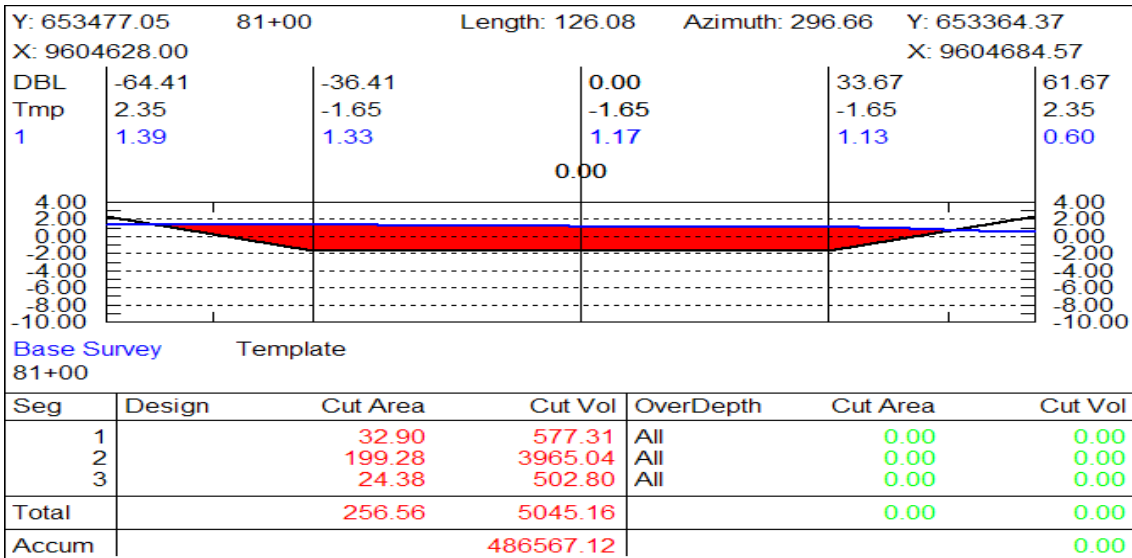 Y: 653477.05 81+00 Length: 126.08 Azimuth: 296.66 Y: 653364.37
X: 9604628.00 X: 9604684.57
DBL -64.41 -36.41 0.00 33.67 61.67
Tmp 2.35 -1.65 -1.65 -1.65 2.35
1 1.39 1.33 1.17 1.13 0.60
0.00
4.00 4.00
2.00 2.00
0.00 0.00
-2.00 -2.00
-4.00 -4.00
-6.00 -6.00
-8.00 -8.00
-10.00 -10.00
Base Survey Template
81+00
Seg Design Cut Area Cut Vol OverDepth Cut Area Cut Vol
1 32.90 577.31 All 0.00 0.00
2 199.28 3965.04 All 0.00 0.00
3 24.38 502.80 All 0.00 0.00
Total 256.56 5045.16 0.00 0.00
Accum 486567.12 0.00